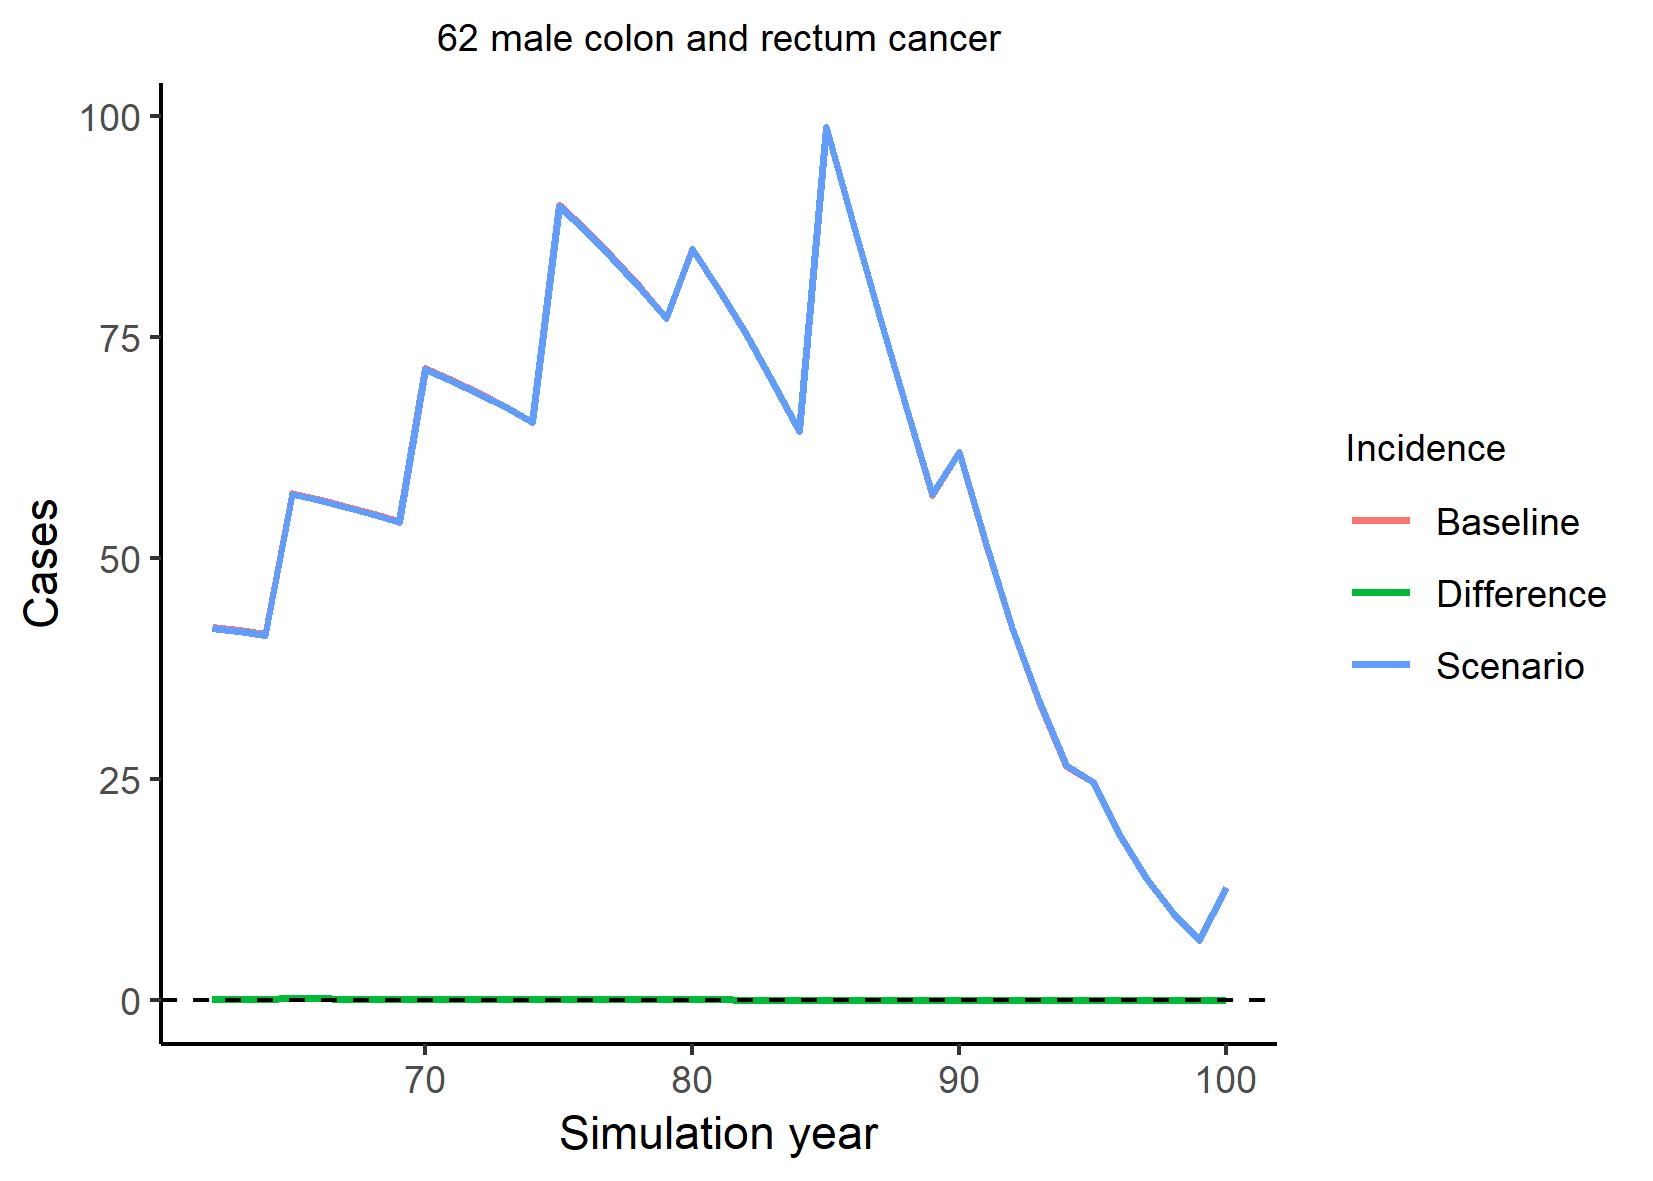 62 male colon and rectum cancer
Cases
100
75
50
25
0
70 80 90 100
Simulation year
Incidence
Baseline
Difference
Scenario